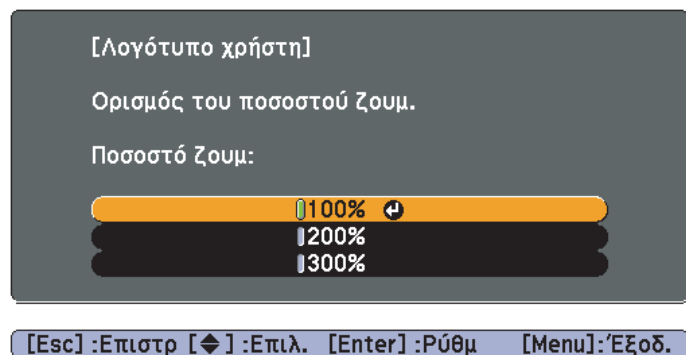 [Λογότυπο χρήστη]
Ορισμός του ποσοστού ζουμ.
Ποσοστό ζουμ:
100%
200%
300%
[Esc] :Επιστρ [◆] :Επιλ. [Enter] :Ρύθμ [Menu]:Έξοδ.